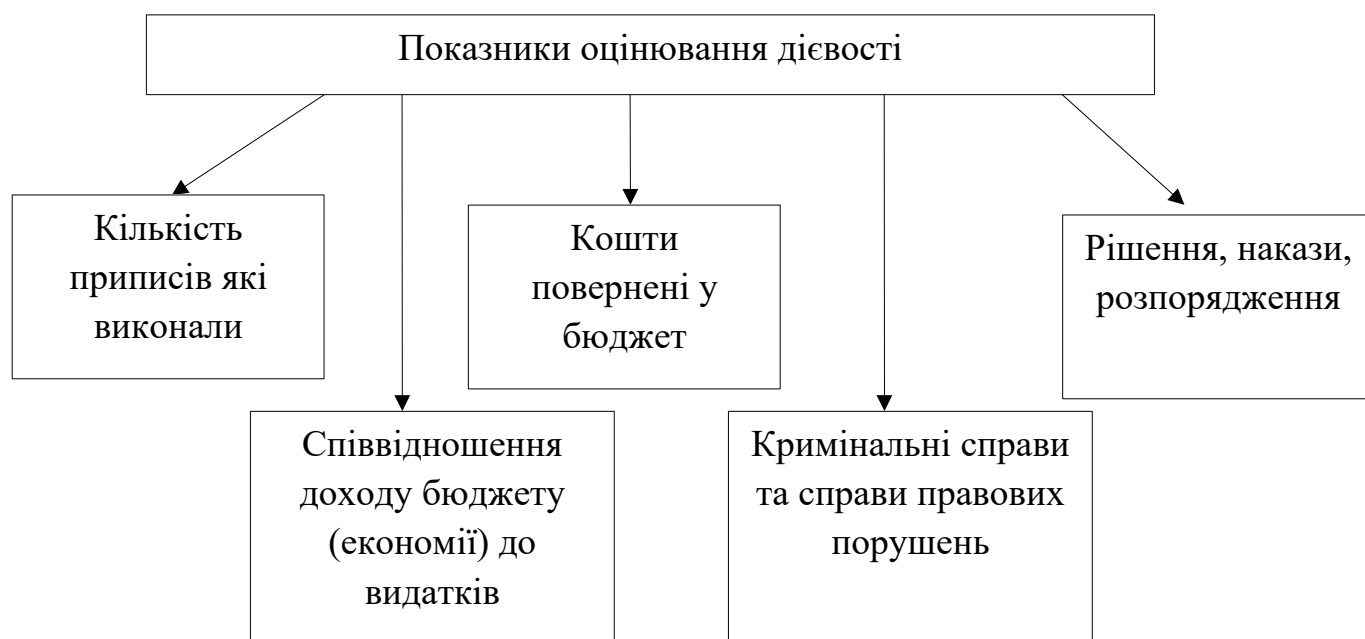 Показники оцінювання дієвості
Кількість
приписів які
виконали
Кошти
повернені у
бюджет
Рішення, накази,
розпорядження
Співвідношення
доходу бюджету
(економії) до
видатків
Кримінальні справи
та справи правових
порушень